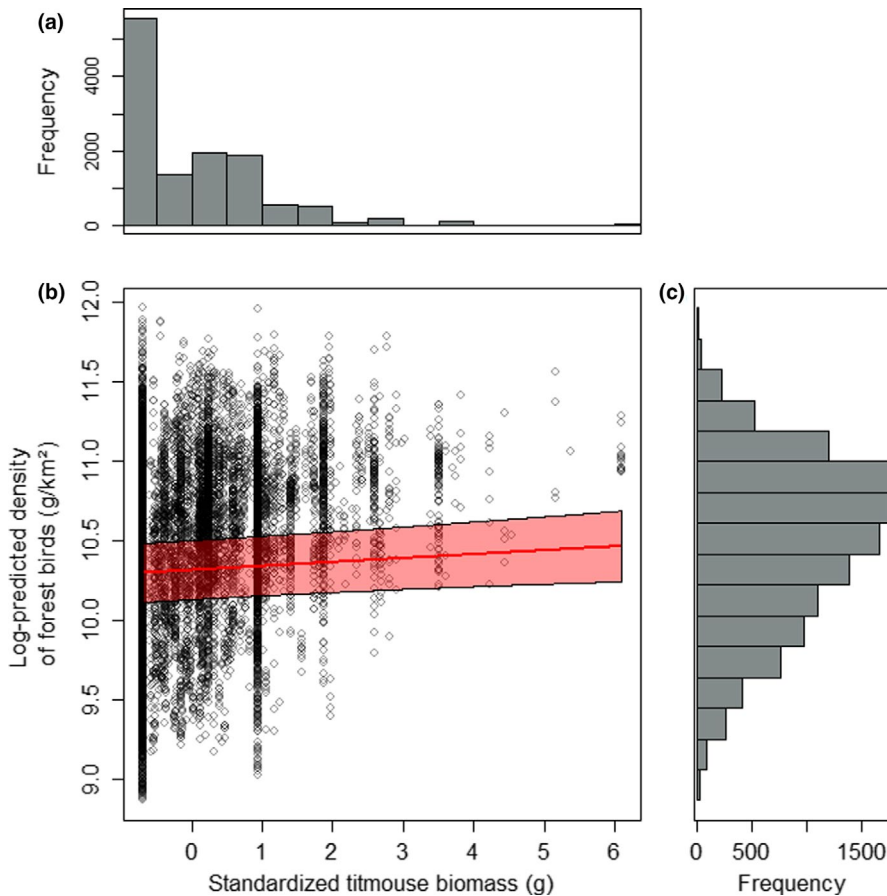 (a)
Frequency
0 2000 4000
(b)
Log-predicted density
of forest birds (g/km²)
9.0 9.5 10.0 10.5 11.0 11.5 12.0
0 1 2 3 4 5 6
Standardized titmouse biomass (g)
(c)
0 500 1500
Frequency